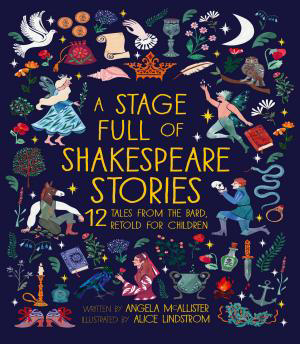 A STAGE
FULL OF
SHAKESPEARE
STORIES
12 TALES FROM THE BARD,
RETOLD FOR CHILDREN
WRITTEN BY ANGELA McALLISTER
ILLUSTRATED BY ALICE LINDSTROM